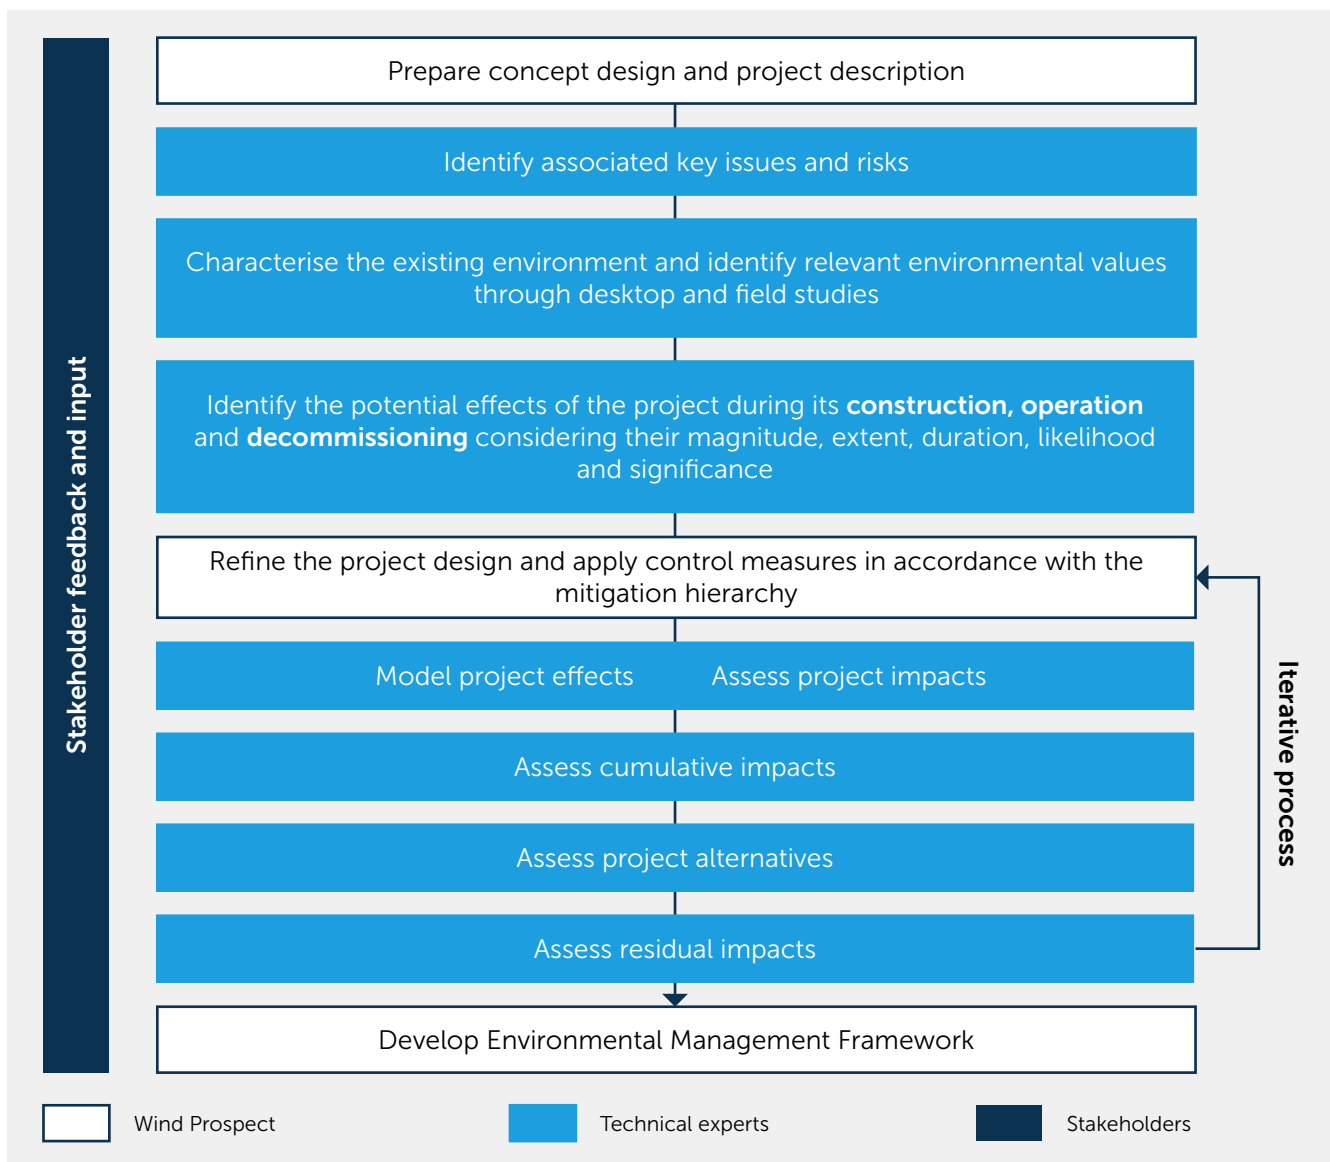 Prepare concept design and project description
Identify associated key issues and risks
Characterise the existing environment and identify relevant environmental values
through desktop and field studies
Identify the potential effects of the project during its construction, operation
and decommissioning considering their magnitude, extent, duration, likelihood
and significance
Refine the project design and apply control measures in accordance with the
mitigation hierarchy
Model project effects
Assess project impacts
Assess cumulative impacts
Assess project alternatives
Assess residual impacts
Develop Environmental Management Framework
Stakeholder feedback and input
Iterative process
Wind Prospect
Technical experts
Stakeholders